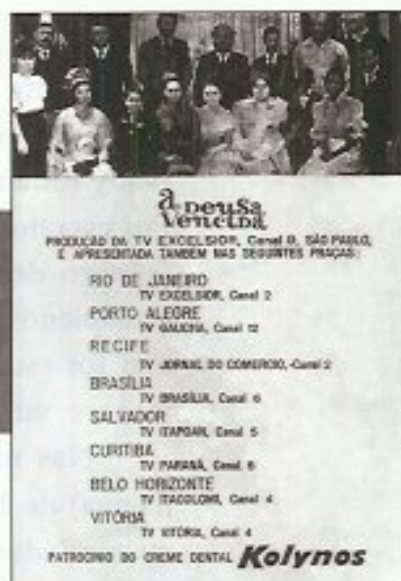 a Deusa
Vencida
PRODUÇÃO DA TV EXCELSIOR, Canal 9, SÃO PAULO,
É APRESENTADA TAMBÉM NAS SEGUINTES PRAÇAS:
RIO DE JANEIRO
TV EXCELSIOR, Canal 2
PORTO ALEGRE
TV GAÚCHA, Canal 12
RECIFE
TV JORNAL DO COMERCIO, Canal 2
BRASÍLIA
TV BRASÍLIA, Canal 6
SALVADOR
TV ITAPOAN, Canal 5
CURITIBA
TV PARANÁ, Canal 6
BELO HORIZONTE
TV ITACOLOMI, Canal 4
VITÓRIA
TV VITÓRIA, Canal 4
PATROCINIO DO CREME DENTAL Kolynos